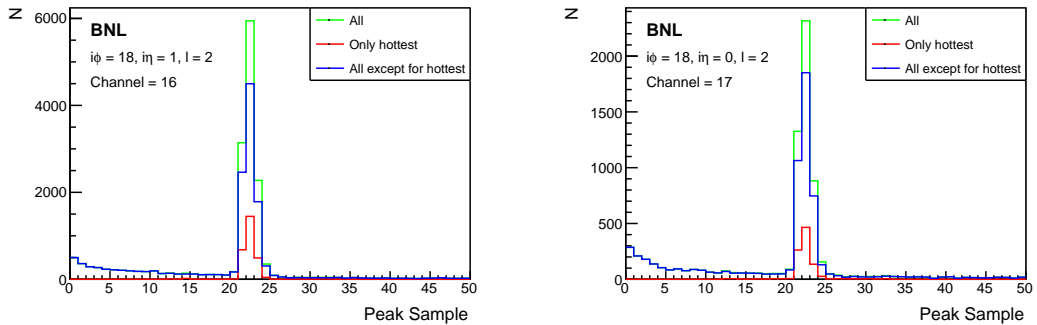 N
6000
4000
2000
0
BNL
iφ = 18, iη = 1, l = 2
Channel = 16
All
Only hottest
All except for hottest
0 5 10 15 20 25 30 35 40 45 50
Peak Sample
N
2000
1500
1000
500
0
BNL
iφ = 18, iη = 0, l = 2
Channel = 17
All
Only hottest
All except for hottest
0 5 10 15 20 25 30 35 40 45 50
Peak Sample